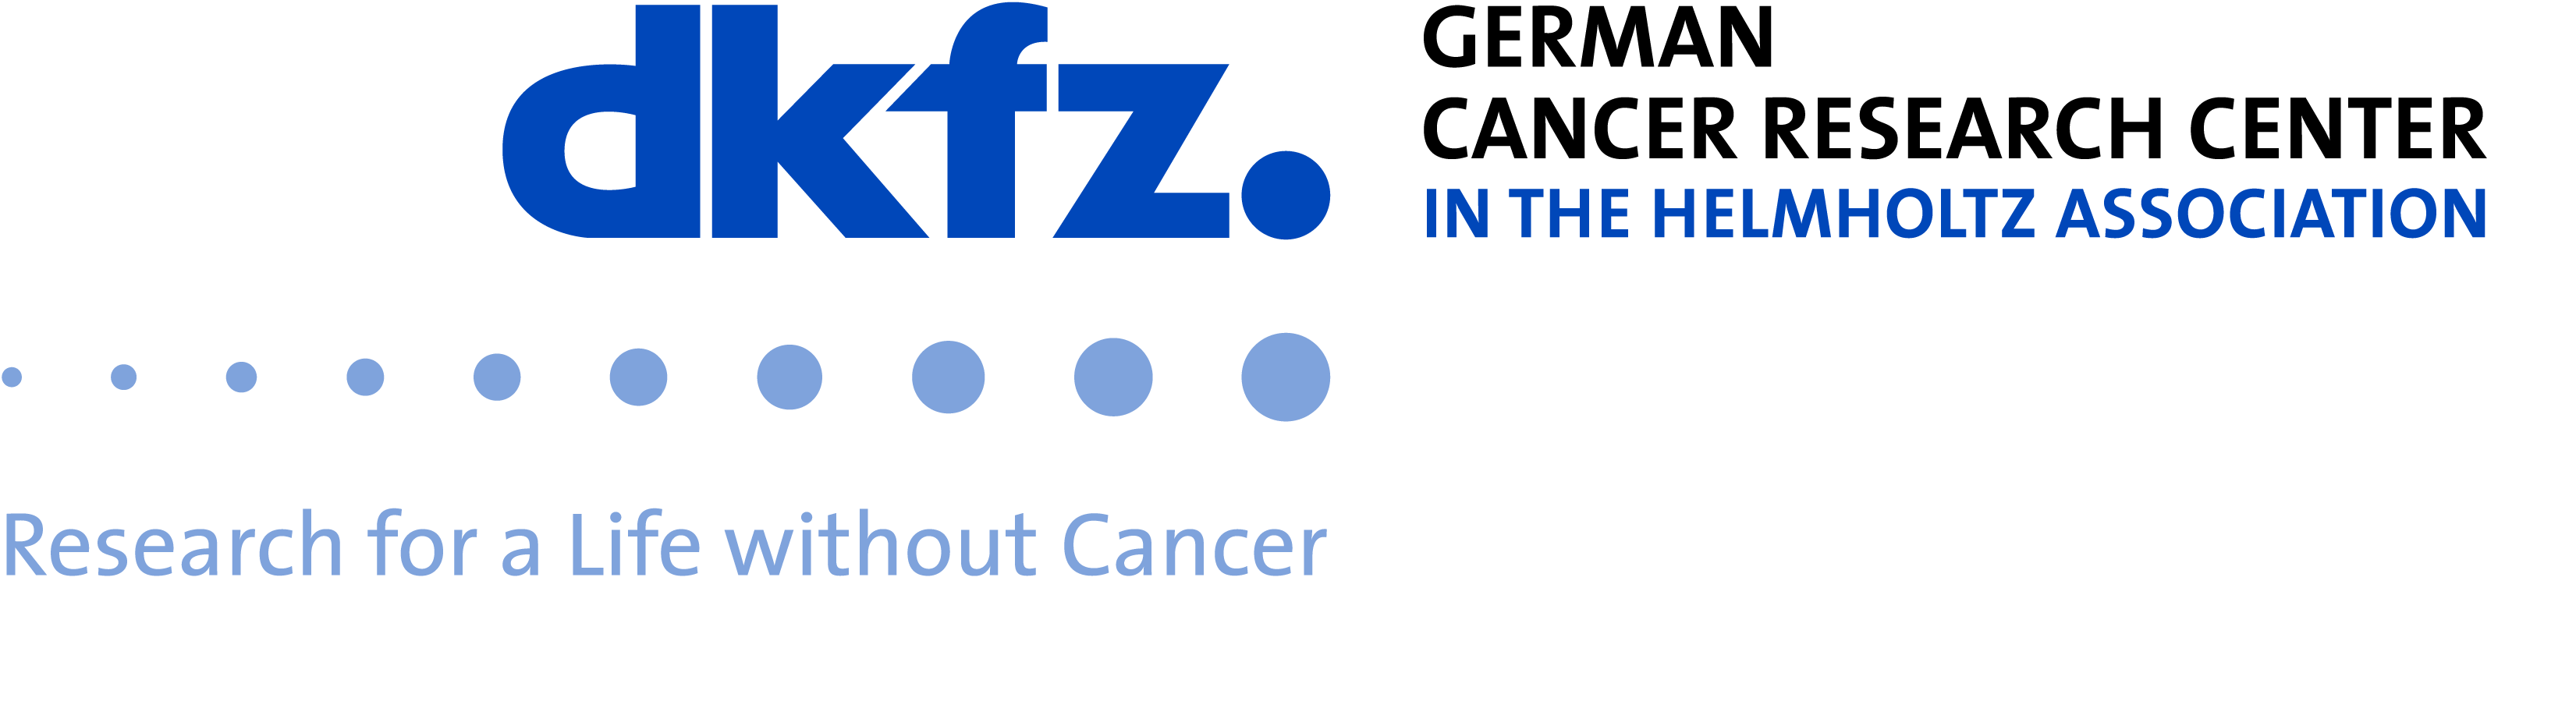 dkfz.
GERMAN
CANCER RESEARCH CENTER
IN THE HELMHOLTZ ASSOCIATION
Research for a Life without Cancer